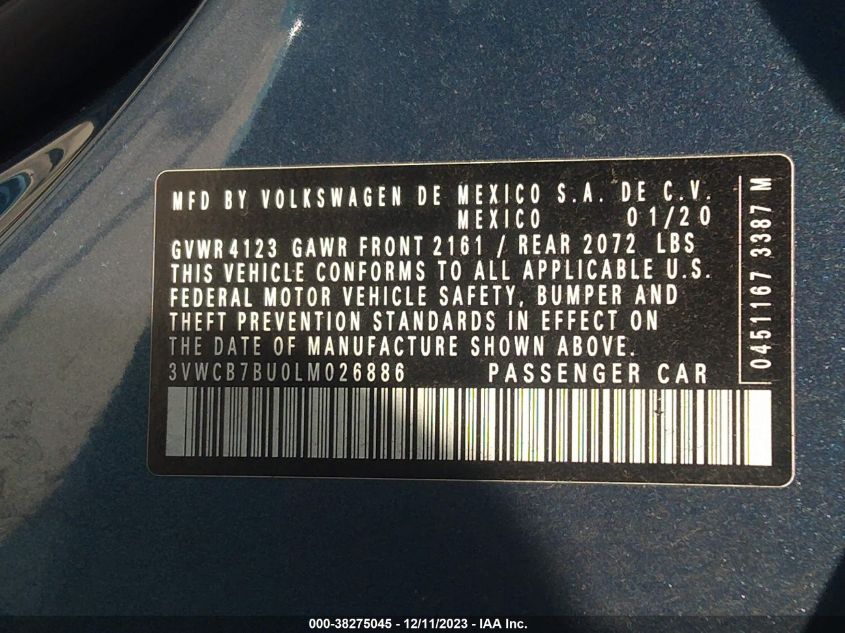 MFD BY VOLKSWAGEN DE MEXICO S.A. DE C.V.
MEXICO 01/20
GVWR 4123 GAWR FRONT 2161 / REAR 2072 LBS
THIS VEHICLE CONFORMS TO ALL APPLICABLE U.S.
FEDERAL MOTOR VEHICLE SAFETY, BUMPER AND
THEFT PREVENTION STANDARDS IN EFFECT ON
THE DATE OF MANUFACTURE SHOWN ABOVE.
3VWCB7BU0LM026886 PASSENGER CAR
0451167 3387 M
000-38275045 - 12/11/2023 - IAA Inc.